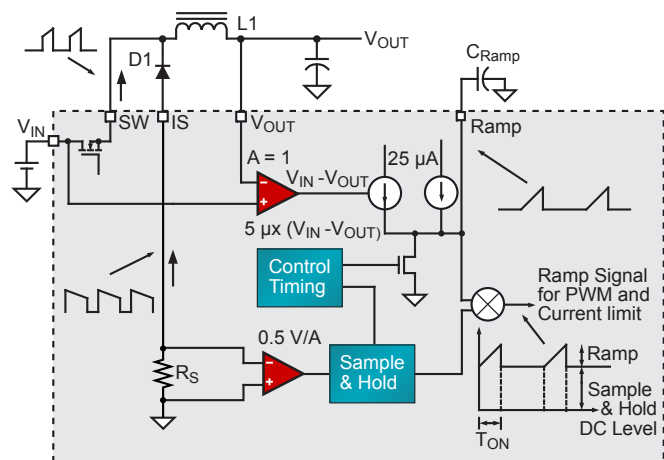 L1
VOUT
D1
CRamp
VIN
SW
IS
VOUT
Ramp
A = 1
25 µA
VIN -VOUT
5 µx (VIN -VOUT)
Control
Timing
Ramp Signal
for PWM and
Current limit
0.5 V/A
RS
Sample
& Hold
Ramp
Sample
& Hold
DC Level
TON